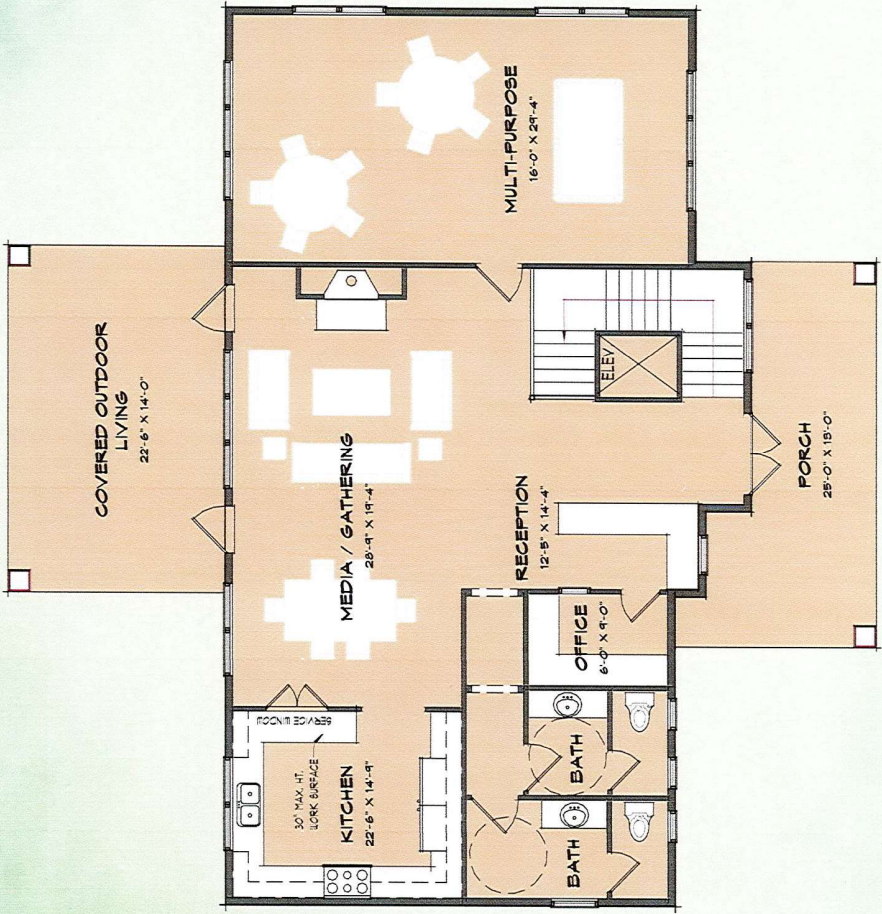 COVERED OUTDOOR
LIVING
22'-6" X 14'-0"
MULTI-PURPOSE
16'-0" X 29'-4"
MEDIA / GATHERING
28'-9" X 19'-4"
ELEV.
RECEPTION
12'-5" X 14'-4"
PORCH
25'-0" X 15'-0"
OFFICE
6'-0" X 9'-0"
SERVICE WINDOW
30" MAX. HT.
WORK SURFACE
KITCHEN
22'-6" X 14'-9"
BATH
BATH